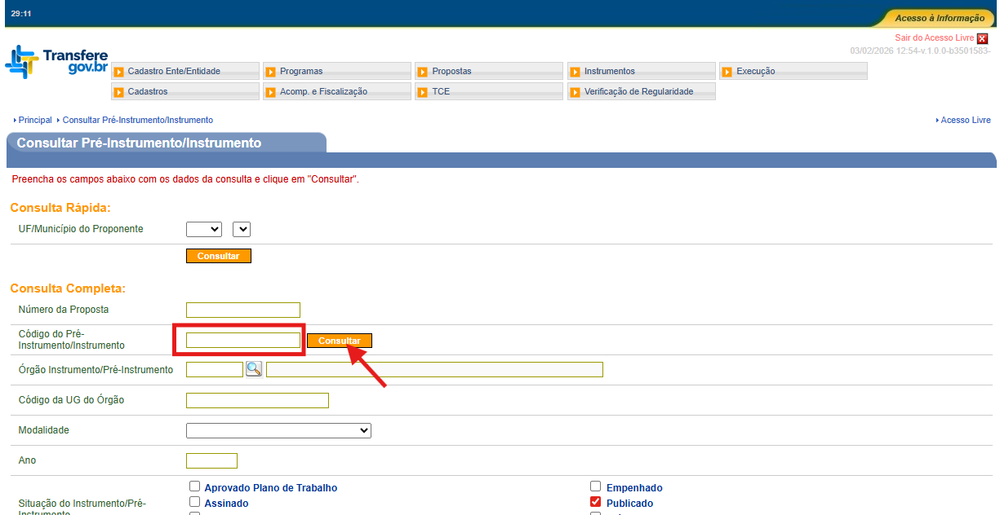 29:11
Acesso à Informação
Sair do Acesso Livre
03/02/2026 12:54-v.1.0.0-b3501583-
Transfere
gov.br
Cadastro Ente/Entidade
Programas
Propostas
Instrumentos
Execução
Cadastros
Acomp. e Fiscalização
TCE
Verificação de Regularidade
Principal
Consultar Pré-Instrumento/Instrumento
Acesso Livre
Consultar Pré-Instrumento/Instrumento
Preencha os campos abaixo com os dados da consulta e clique em "Consultar".
Consulta Rápida:
UF/Município do Proponente
Consultar
Consulta Completa:
Número da Proposta
Código do Pré-
Instrumento/Instrumento
Consultar
Órgão Instrumento/Pré-Instrumento
Código da UG do Órgão
Modalidade
Ano
Situação do Instrumento/Pré-
Instrumento
Aprovado Plano de Trabalho
Empenhado
Assinado
Publicado